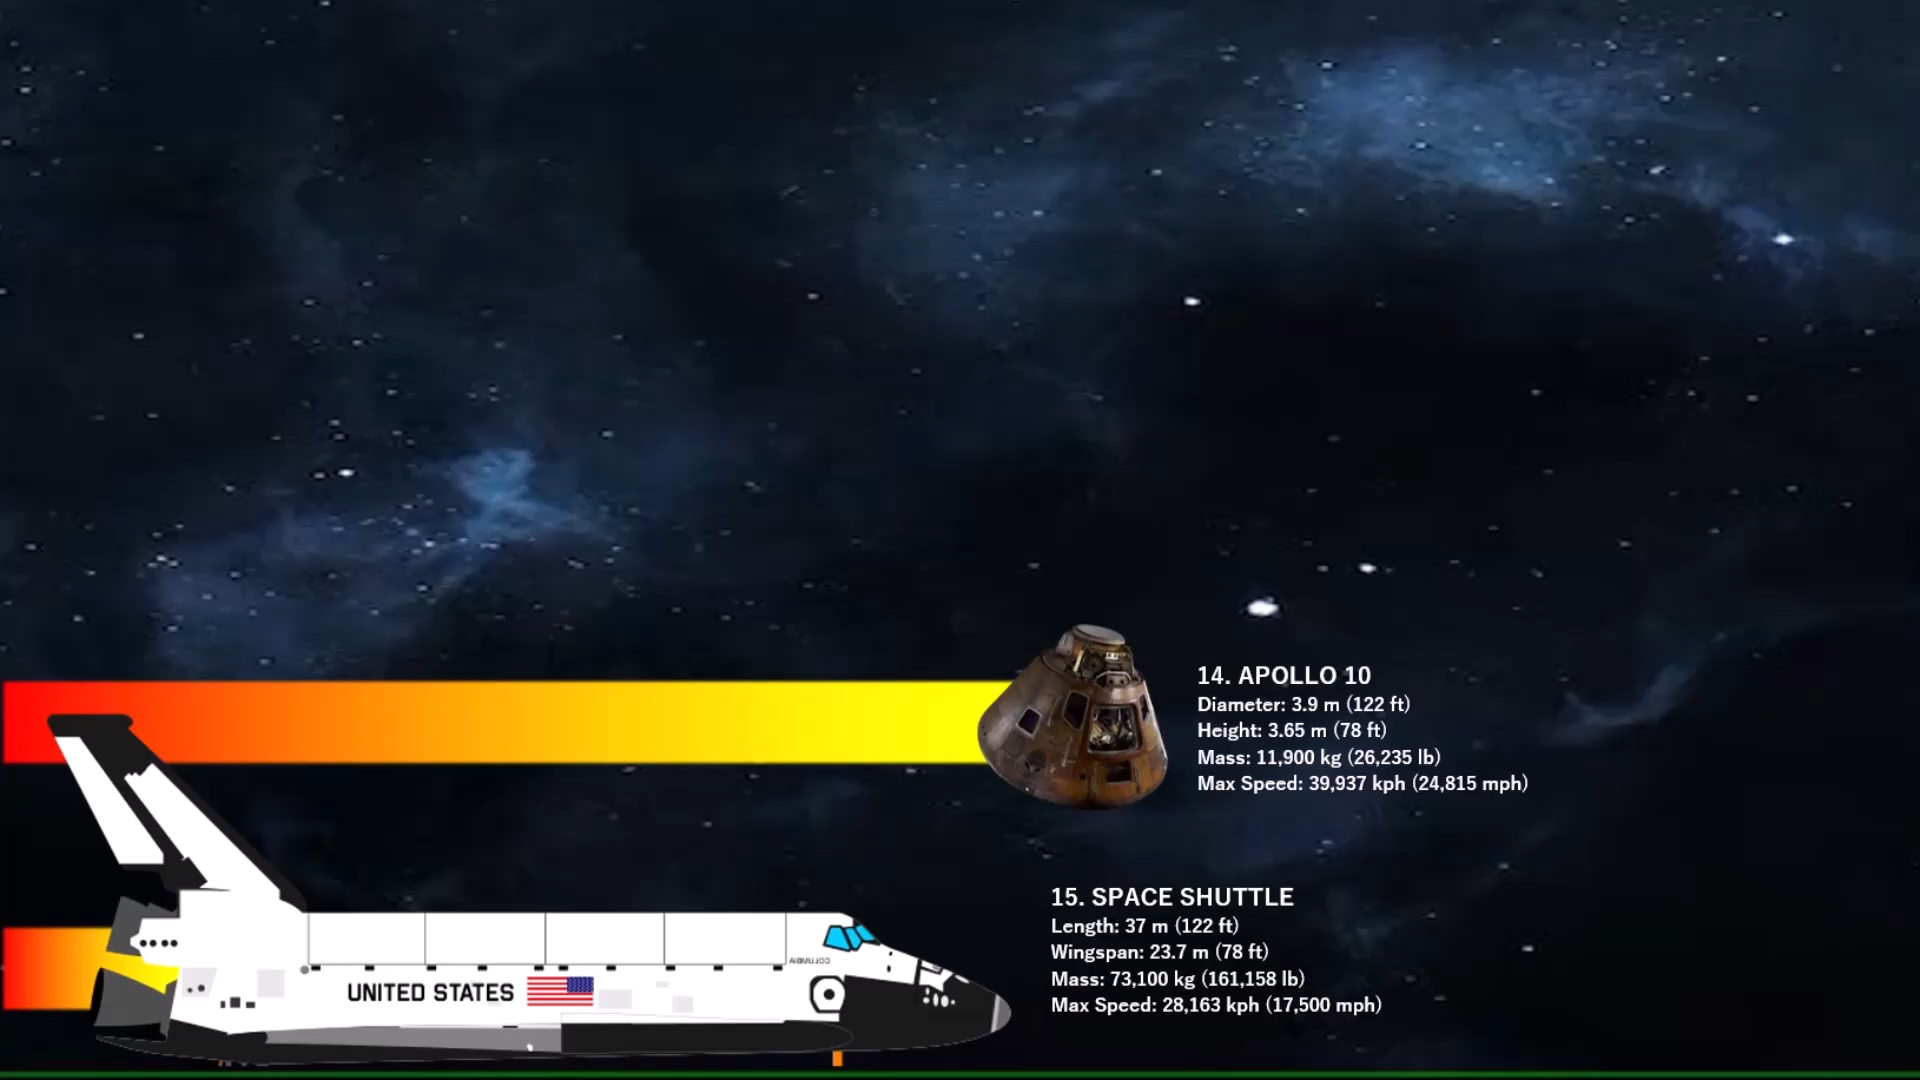 14. APOLLO 10
Diameter: 3.9 m (122 ft)
Height: 3.65 m (78 ft)
Mass: 11,900 kg (26,235 lb)
Max Speed: 39,937 kph (24,815 mph)
15. SPACE SHUTTLE
Length: 37 m (122 ft)
Wingspan: 23.7 m (78 ft)
Mass: 73,100 kg (161,158 lb)
Max Speed: 28,163 kph (17,500 mph)
COLUMBIA
UNITED STATES